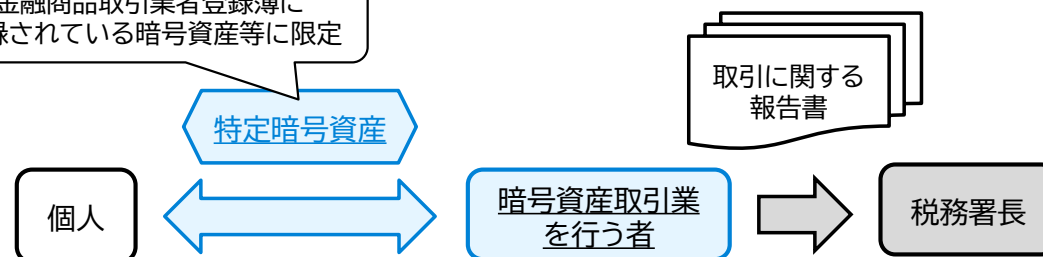 金融商品取引業者登録簿に
録されている暗号資産等に限定
取引に関する
報告書
特定暗号資産
個人
暗号資産取引業
を行う者
税務署長